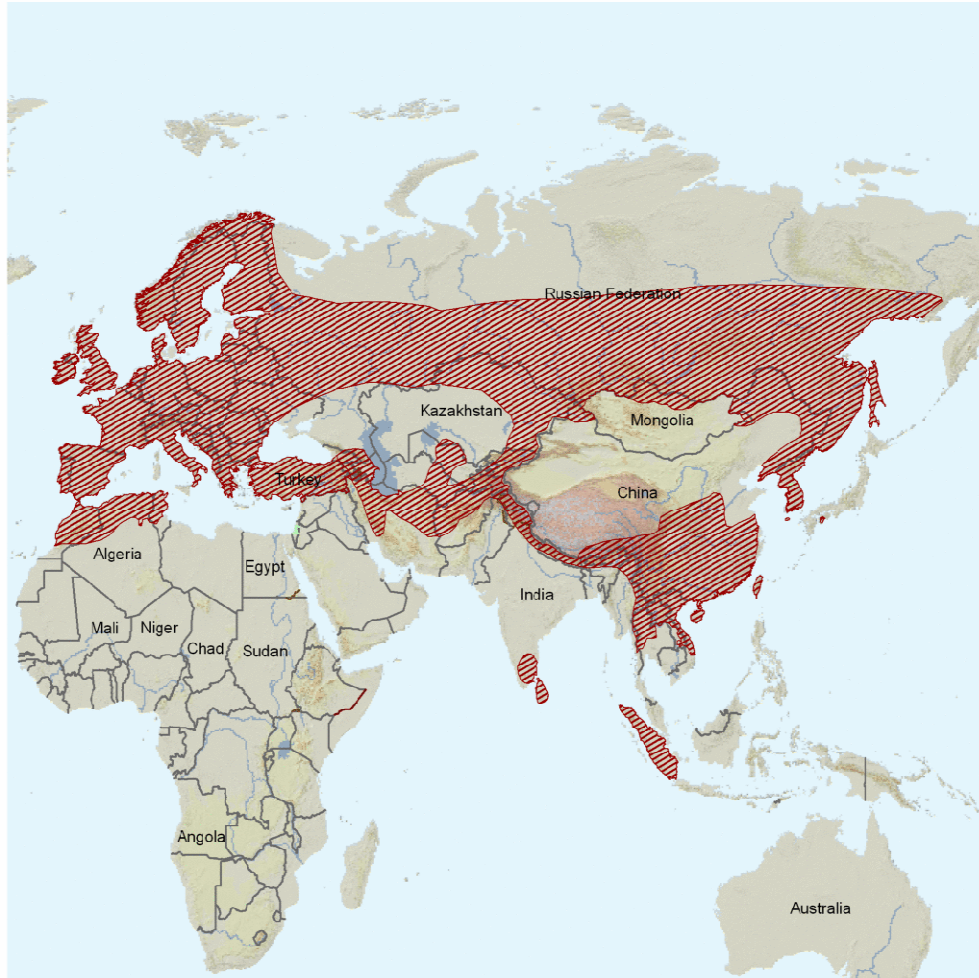 Russian Federation
Kazakhstan
Mongolia
Turkey
China
Algeria
Egypt
India
Mali
Niger
Chad
Sudan
Angola
Australia